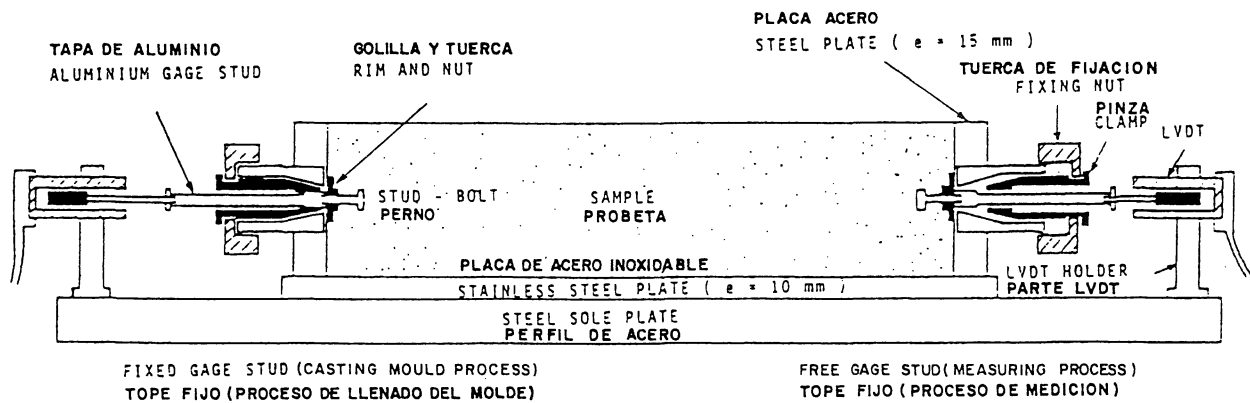 PLACA ACERO
STEEL PLATE ( e = 15 mm )
TAPA DE ALUMINIO
ALUMINIUM GAGE STUD
GOLILLA Y TUERCA
RIM AND NUT
TUERCA DE FIJACION
FIXING NUT
PINZA
CLAMP
LVDT
STUD - BOLT
PERNO
SAMPLE
PROBETA
PLACA DE ACERO INOXIDABLE
STAINLESS STEEL PLATE ( e = 10 mm )
LVDT HOLDER
PARTE LVDT
STEEL SOLE PLATE
PERFIL DE ACERO
FIXED GAGE STUD (CASTING MOULD PROCESS)
TOPE FIJO (PROCESO DE LLENADO DEL MOLDE)
FREE GAGE STUD (MEASURING PROCESS)
TOPE FIJO (PROCESO DE MEDICION)